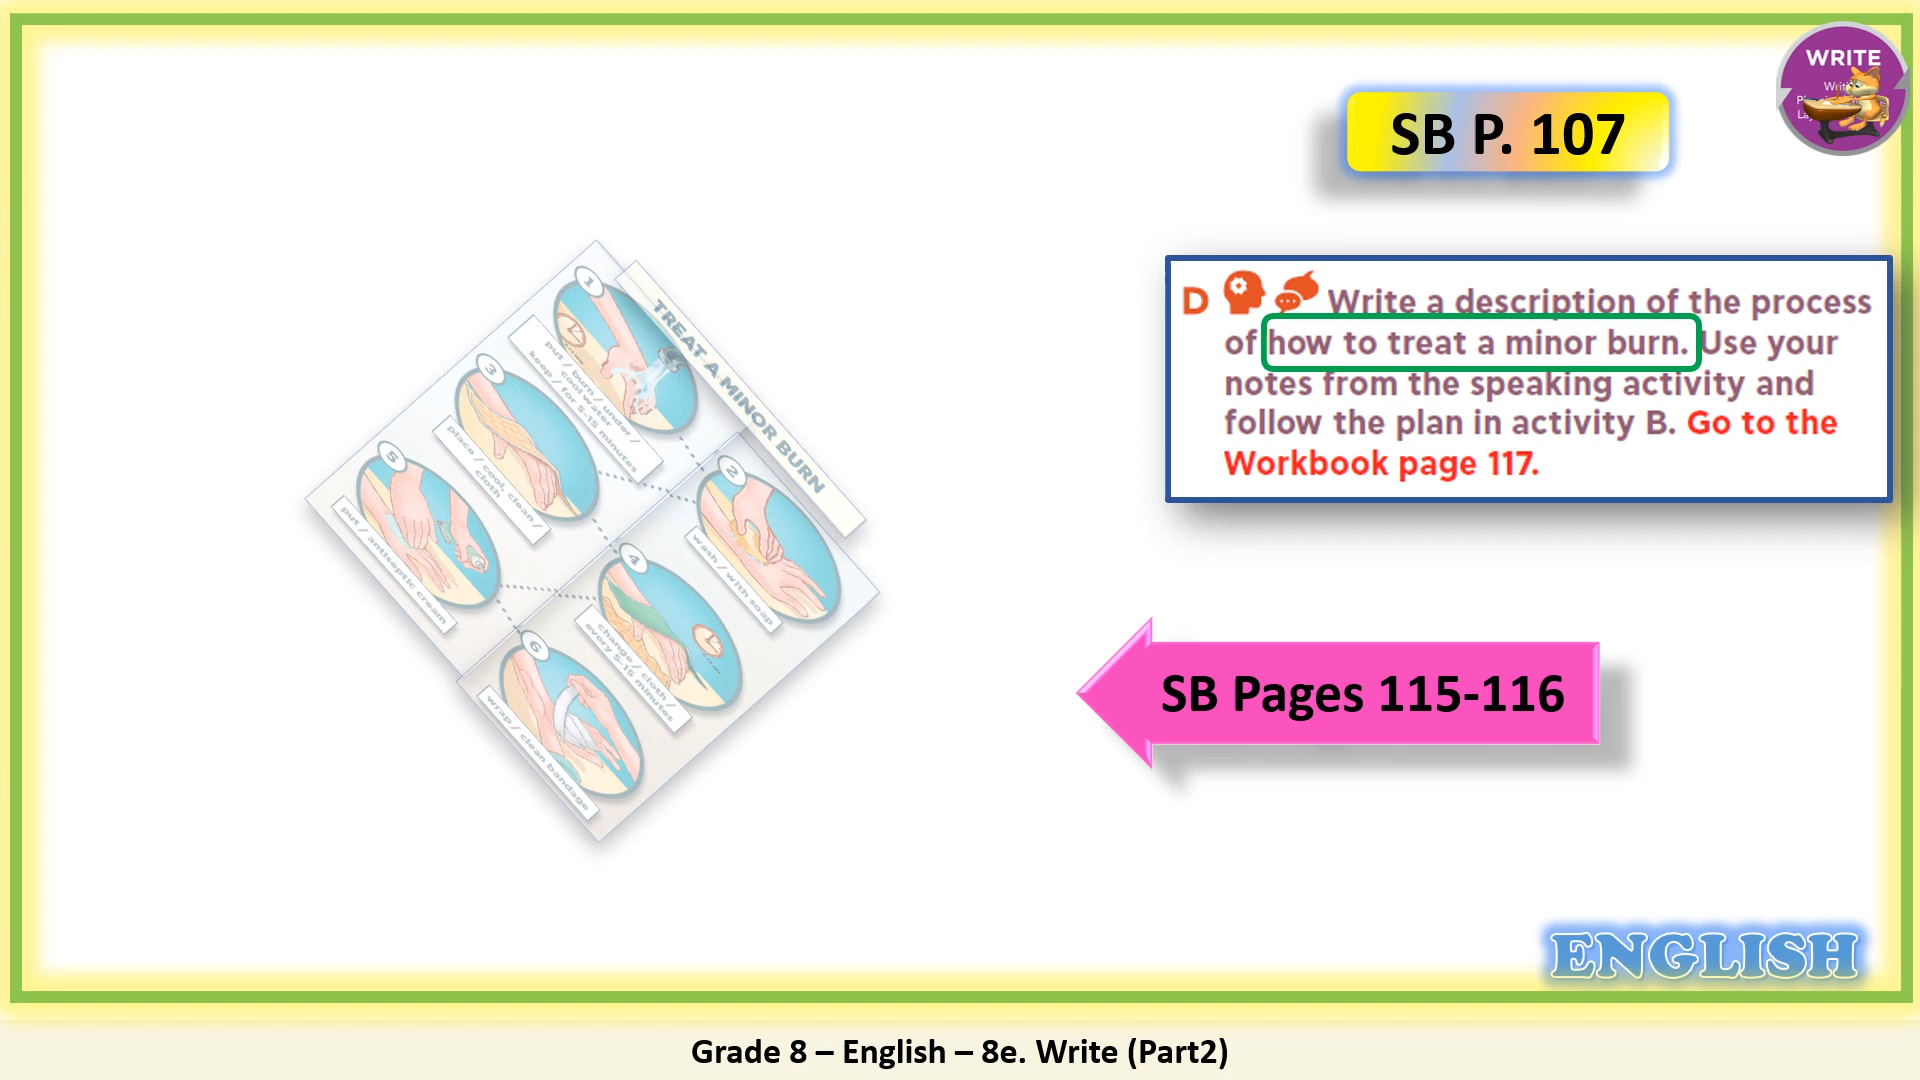 WRITE
SB P. 107
D Write a description of the process
of how to treat a minor burn. Use your
notes from the speaking activity and
follow the plan in activity B. Go to the
Workbook page 117.
TREAT A MINOR BURN
1
put / burn / under /
cool water
keep / for 5-15 minutes
2
wash / with soap
3
place / cool, clean /
cloth
4
change / cloth /
every 5-15 minutes
5
put / antiseptic cream
6
wrap / clean bandage
SB Pages 115-116
ENGLISH
Grade 8 – English – 8e. Write (Part2)